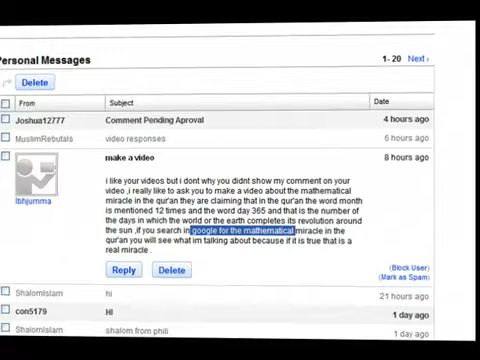 Personal Messages
1- 20 Next ›
Delete
From Subject Date
Joshua12777 Comment Pending Aproval 4 hours ago
MuslimRebutals video responses 6 hours ago
make a video 8 hours ago
lbhjumma
i like your videos but i dont why you didnt show my comment on your
video ,i really like to ask you to make a video about the mathematical
miracle in the qur'an they are claiming that in the qur'an the word month
is mentioned 12 times and the word day 365 and that is the number of
the days in which the world or the earth completes its revolution around
the sun ,if you search in google for the mathematical miracle in the
qur'an you will see what im talking about because if it is true that is a
real miracle .
Reply Delete
(Block User)
(Mark as Spam)
ShalomIslam hi 21 hours ago
con5179 Hi 1 day ago
ShalomIslam shalom from phili 1 day ago